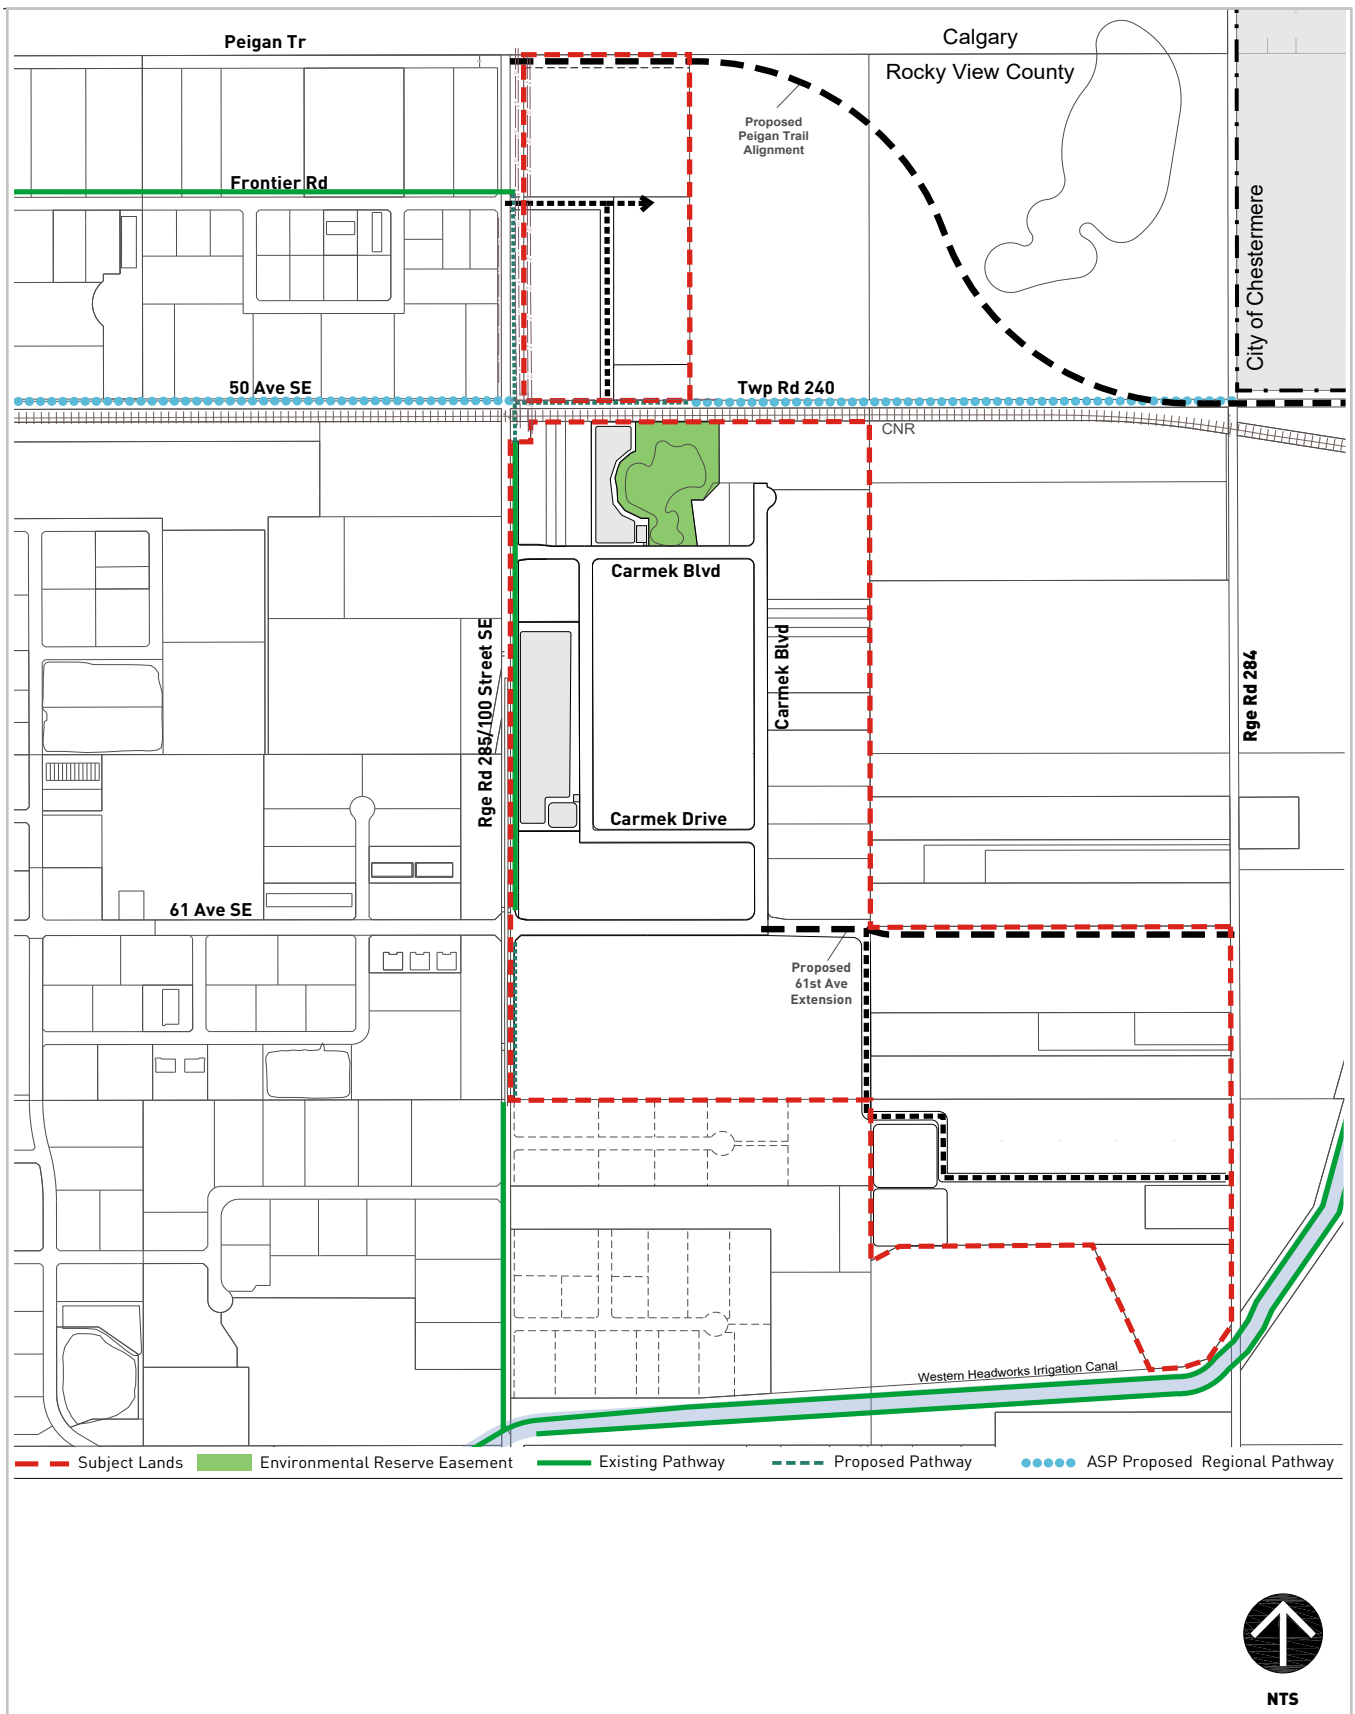 Peigan Tr
Calgary
Rocky View County
Proposed
Peigan Trail
Alignment
Frontier Rd
City of Chestermere
50 Ave SE
Twp Rd 240
CNR
Carmek Blvd
Rge Rd 285/100 Street SE
Carmek Blvd
Rge Rd 284
Carmek Drive
61 Ave SE
Proposed
61st Ave
Extension
Western Headworks Irrigation Canal
Subject Lands
Environmental Reserve Easement
Existing Pathway
Proposed Pathway
ASP Proposed Regional Pathway
NTS